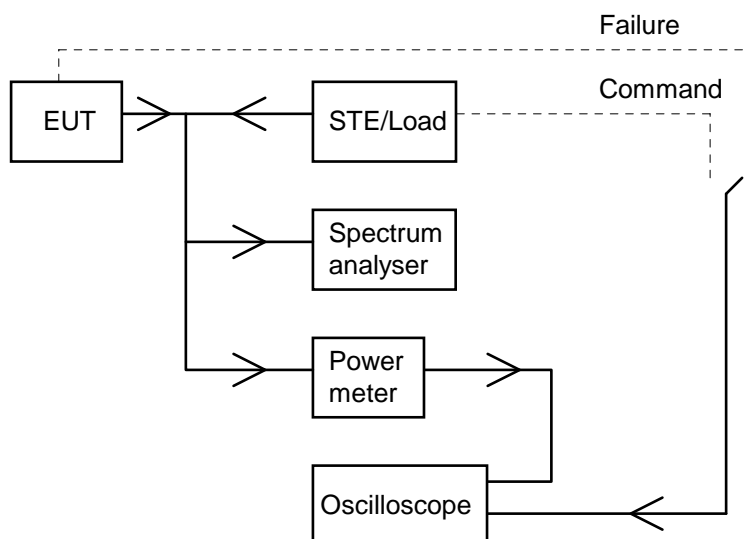 Failure
EUT
STE/Load
Command
Spectrum
analyser
Power
meter
Oscilloscope